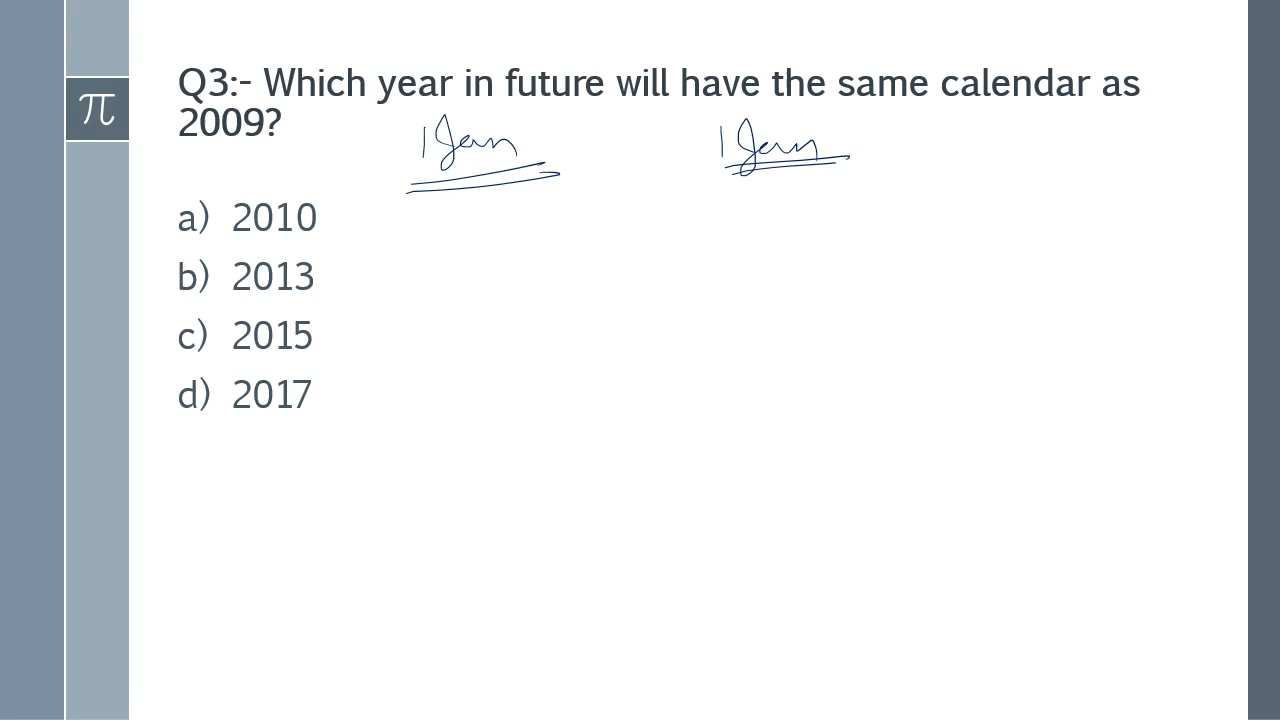 π
Q3:- Which year in future will have the same calendar as
2009?
1 Jan 1 Jan
a) 2010
b) 2013
c) 2015
d) 2017